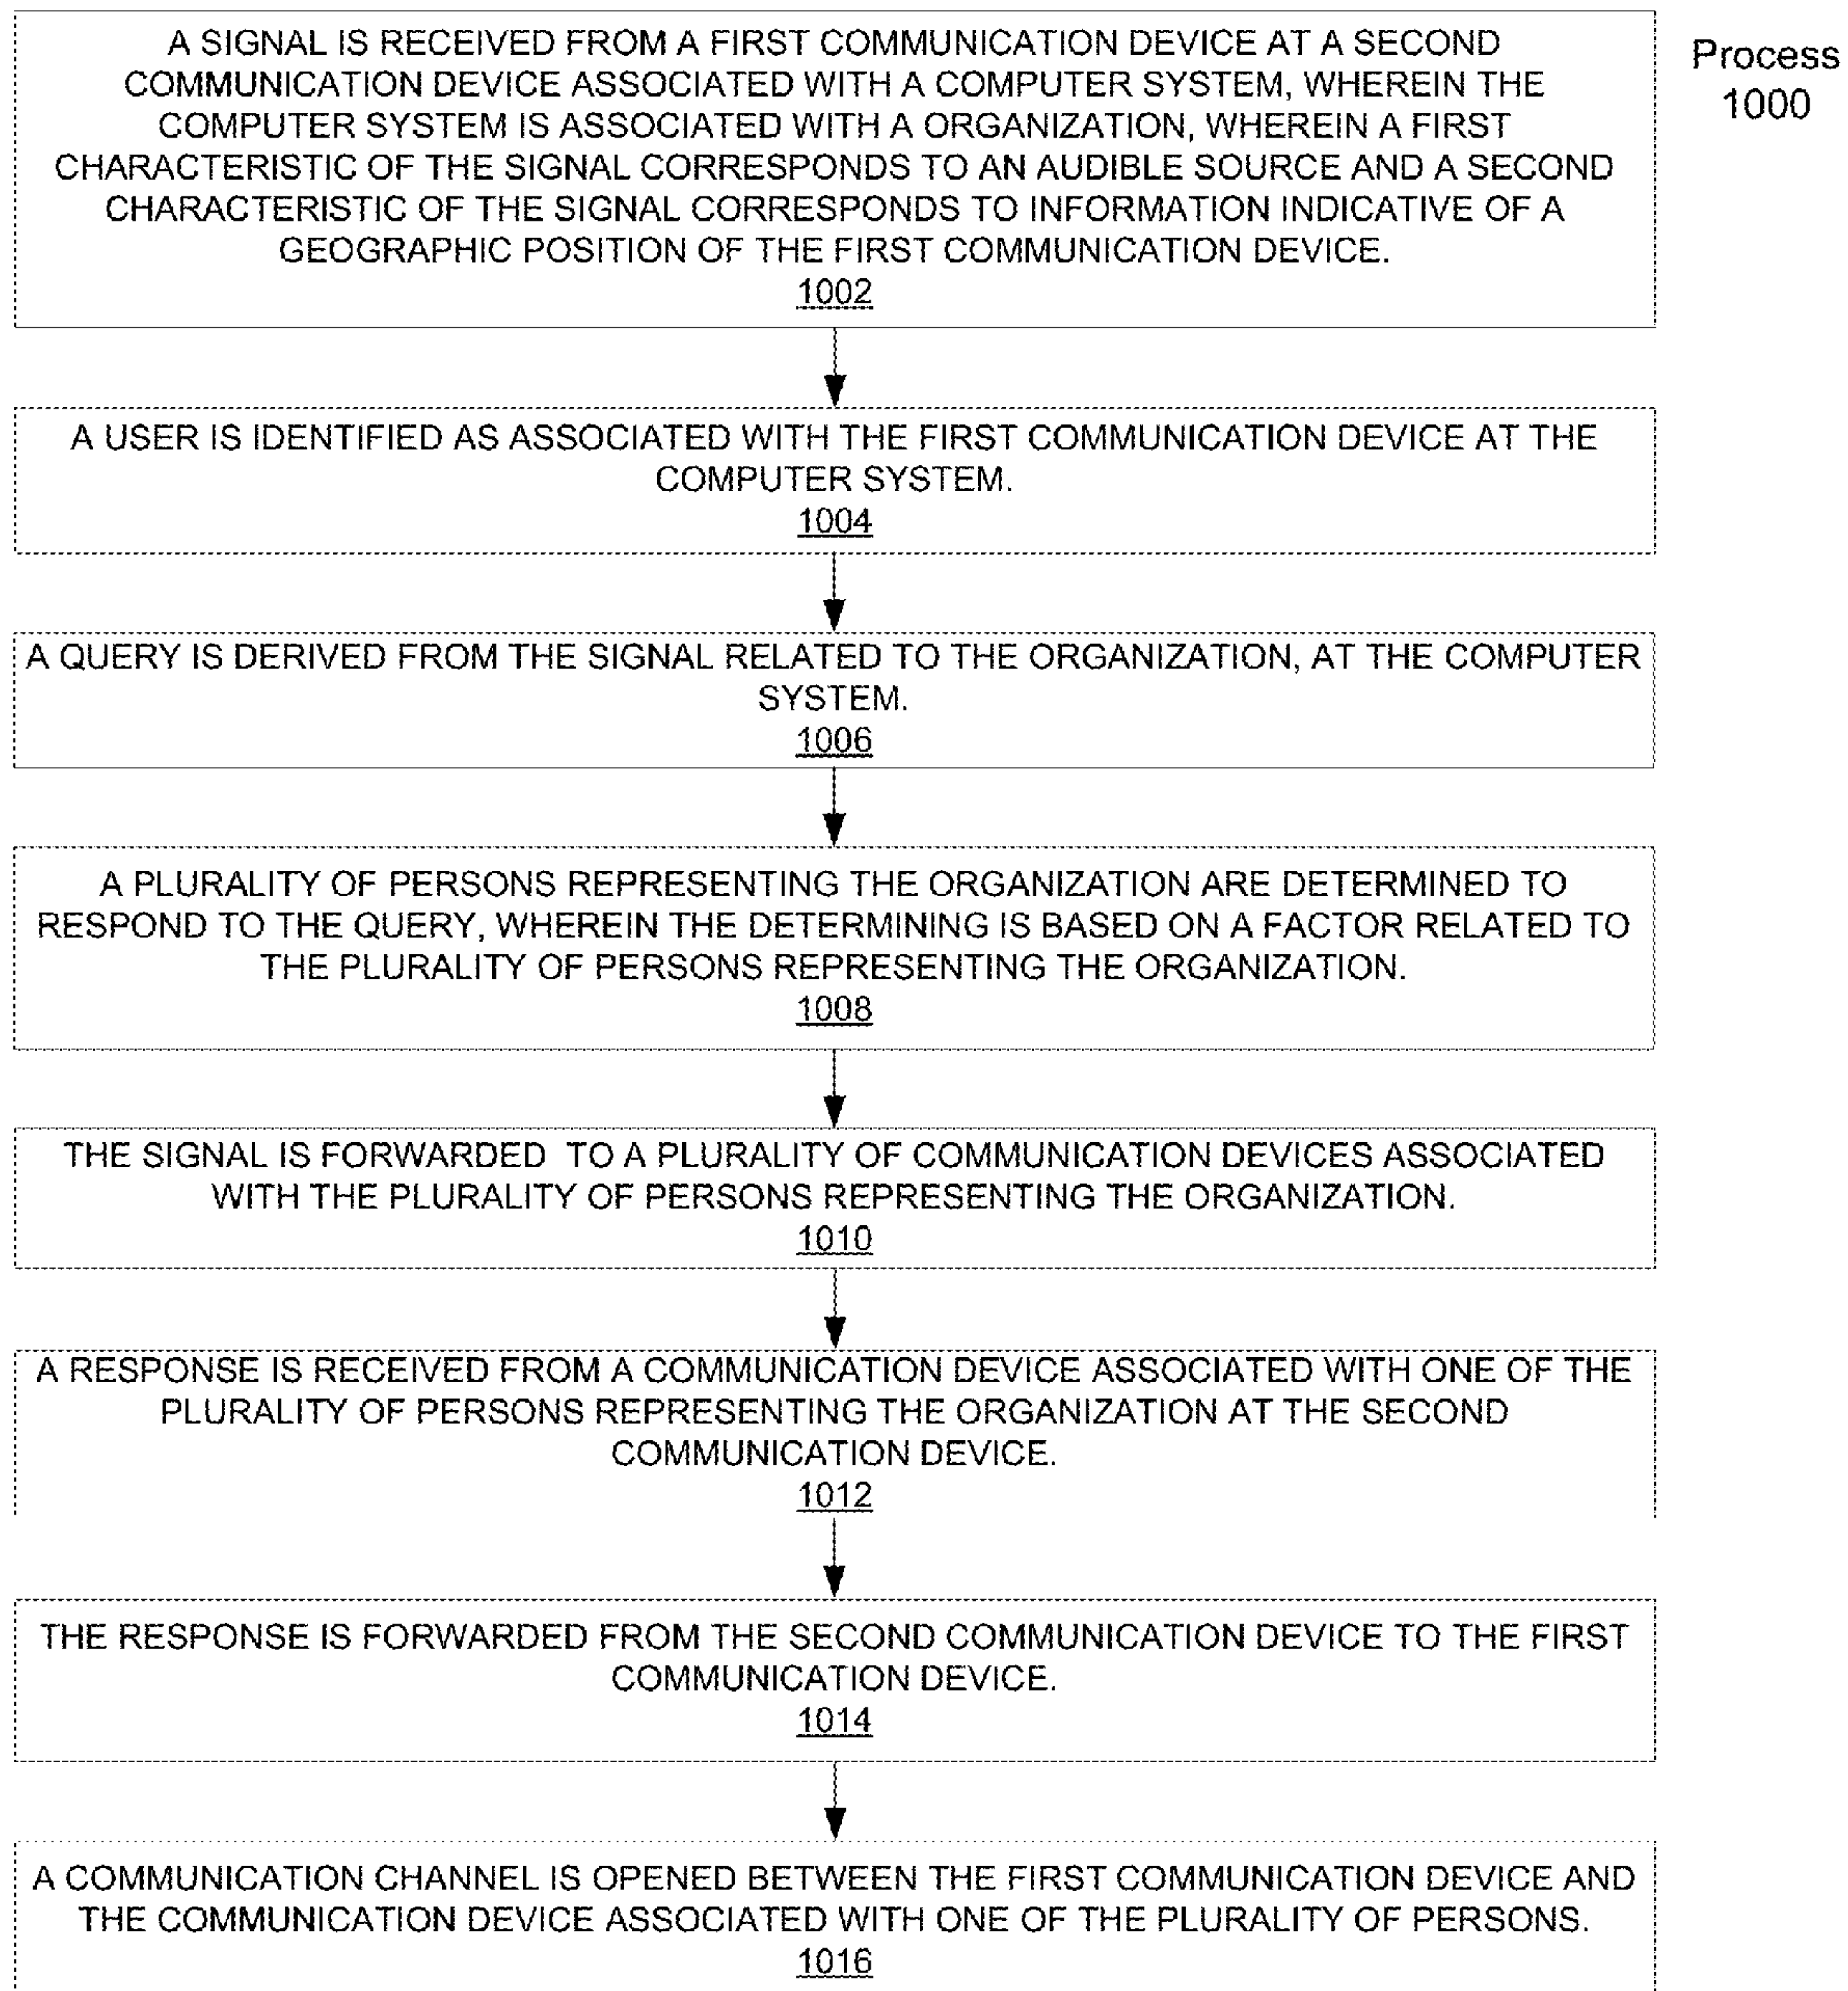 A SIGNAL IS RECEIVED FROM A FIRST COMMUNICATION DEVICE AT A SECOND
COMMUNICATION DEVICE ASSOCIATED WITH A COMPUTER SYSTEM, WHEREIN THE
COMPUTER SYSTEM IS ASSOCIATED WITH A ORGANIZATION, WHEREIN A FIRST
CHARACTERISTIC OF THE SIGNAL CORRESPONDS TO AN AUDIBLE SOURCE AND A SECOND
CHARACTERISTIC OF THE SIGNAL CORRESPONDS TO INFORMATION INDICATIVE OF A
GEOGRAPHIC POSITION OF THE FIRST COMMUNICATION DEVICE.
1002
Process
1000
A USER IS IDENTIFIED AS ASSOCIATED WITH THE FIRST COMMUNICATION DEVICE AT THE
COMPUTER SYSTEM.
1004
A QUERY IS DERIVED FROM THE SIGNAL RELATED TO THE ORGANIZATION, AT THE COMPUTER
SYSTEM.
1006
A PLURALITY OF PERSONS REPRESENTING THE ORGANIZATION ARE DETERMINED TO
RESPOND TO THE QUERY, WHEREIN THE DETERMINING IS BASED ON A FACTOR RELATED TO
THE PLURALITY OF PERSONS REPRESENTING THE ORGANIZATION.
1008
THE SIGNAL IS FORWARDED TO A PLURALITY OF COMMUNICATION DEVICES ASSOCIATED
WITH THE PLURALITY OF PERSONS REPRESENTING THE ORGANIZATION.
1010
A RESPONSE IS RECEIVED FROM A COMMUNICATION DEVICE ASSOCIATED WITH ONE OF THE
PLURALITY OF PERSONS REPRESENTING THE ORGANIZATION AT THE SECOND
COMMUNICATION DEVICE.
1012
THE RESPONSE IS FORWARDED FROM THE SECOND COMMUNICATION DEVICE TO THE FIRST
COMMUNICATION DEVICE.
1014
A COMMUNICATION CHANNEL IS OPENED BETWEEN THE FIRST COMMUNICATION DEVICE AND
THE COMMUNICATION DEVICE ASSOCIATED WITH ONE OF THE PLURALITY OF PERSONS.
1016